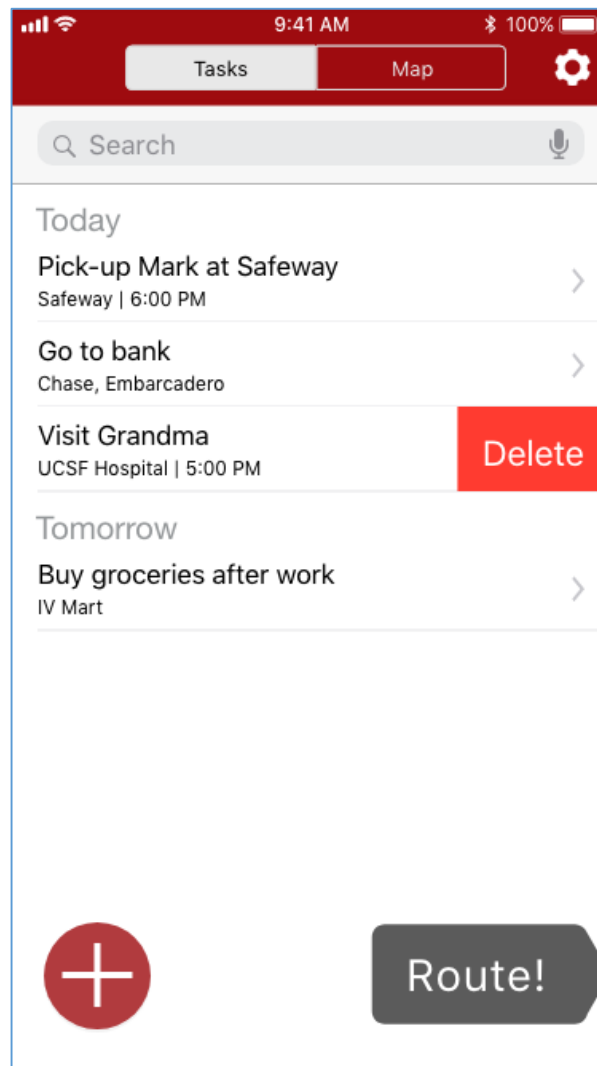 9:41 AM
100%
Tasks
Map
Search
Today
Pick-up Mark at Safeway
Safeway | 6:00 PM
Go to bank
Chase, Embarcadero
Visit Grandma
UCSF Hospital | 5:00 PM
Delete
Tomorrow
Buy groceries after work
IV Mart
Route!